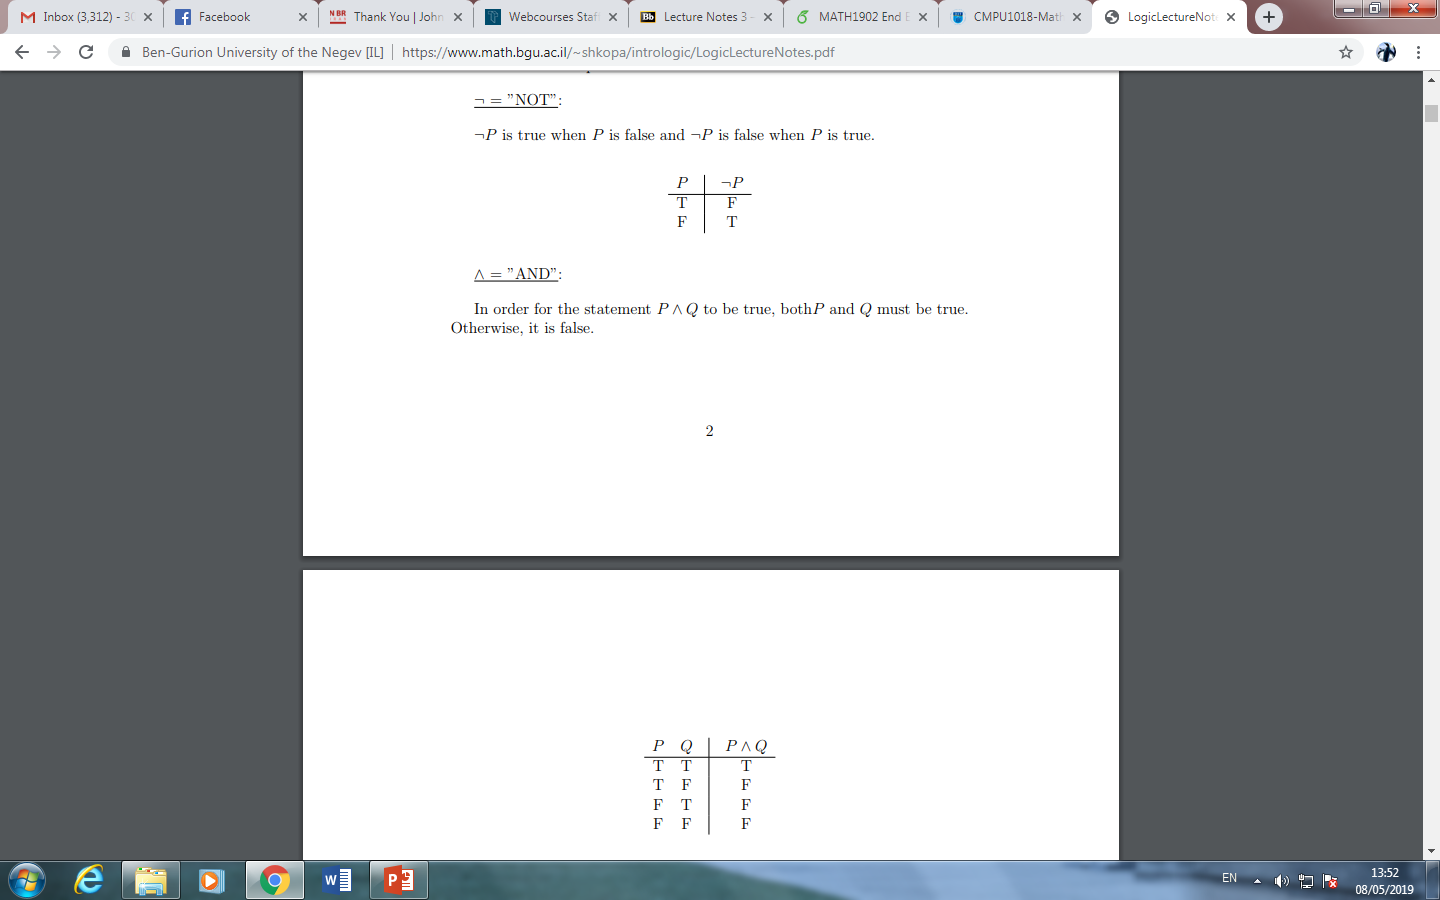 Inbox (3,312) - 30
Facebook
Thank You | John
Webcourses Staf
Bb Lecture Notes 3 -
MATH1902 End E
CMPU1018-Math
LogicLectureNote
Ben-Gurion University of the Negev [IL] | https://www.math.bgu.ac.il/~shkopa/intrologic/LogicLectureNotes.pdf
¬ = ”NOT”:
¬P is true when P is false and ¬P is false when P is true.
P ¬P
T F
F T
∧ = ”AND”:
In order for the statement P ∧ Q to be true, bothP and Q must be true.
Otherwise, it is false.
2
P Q P ∧ Q
T T T
T F F
F T F
F F F
EN
13:52
08/05/2019